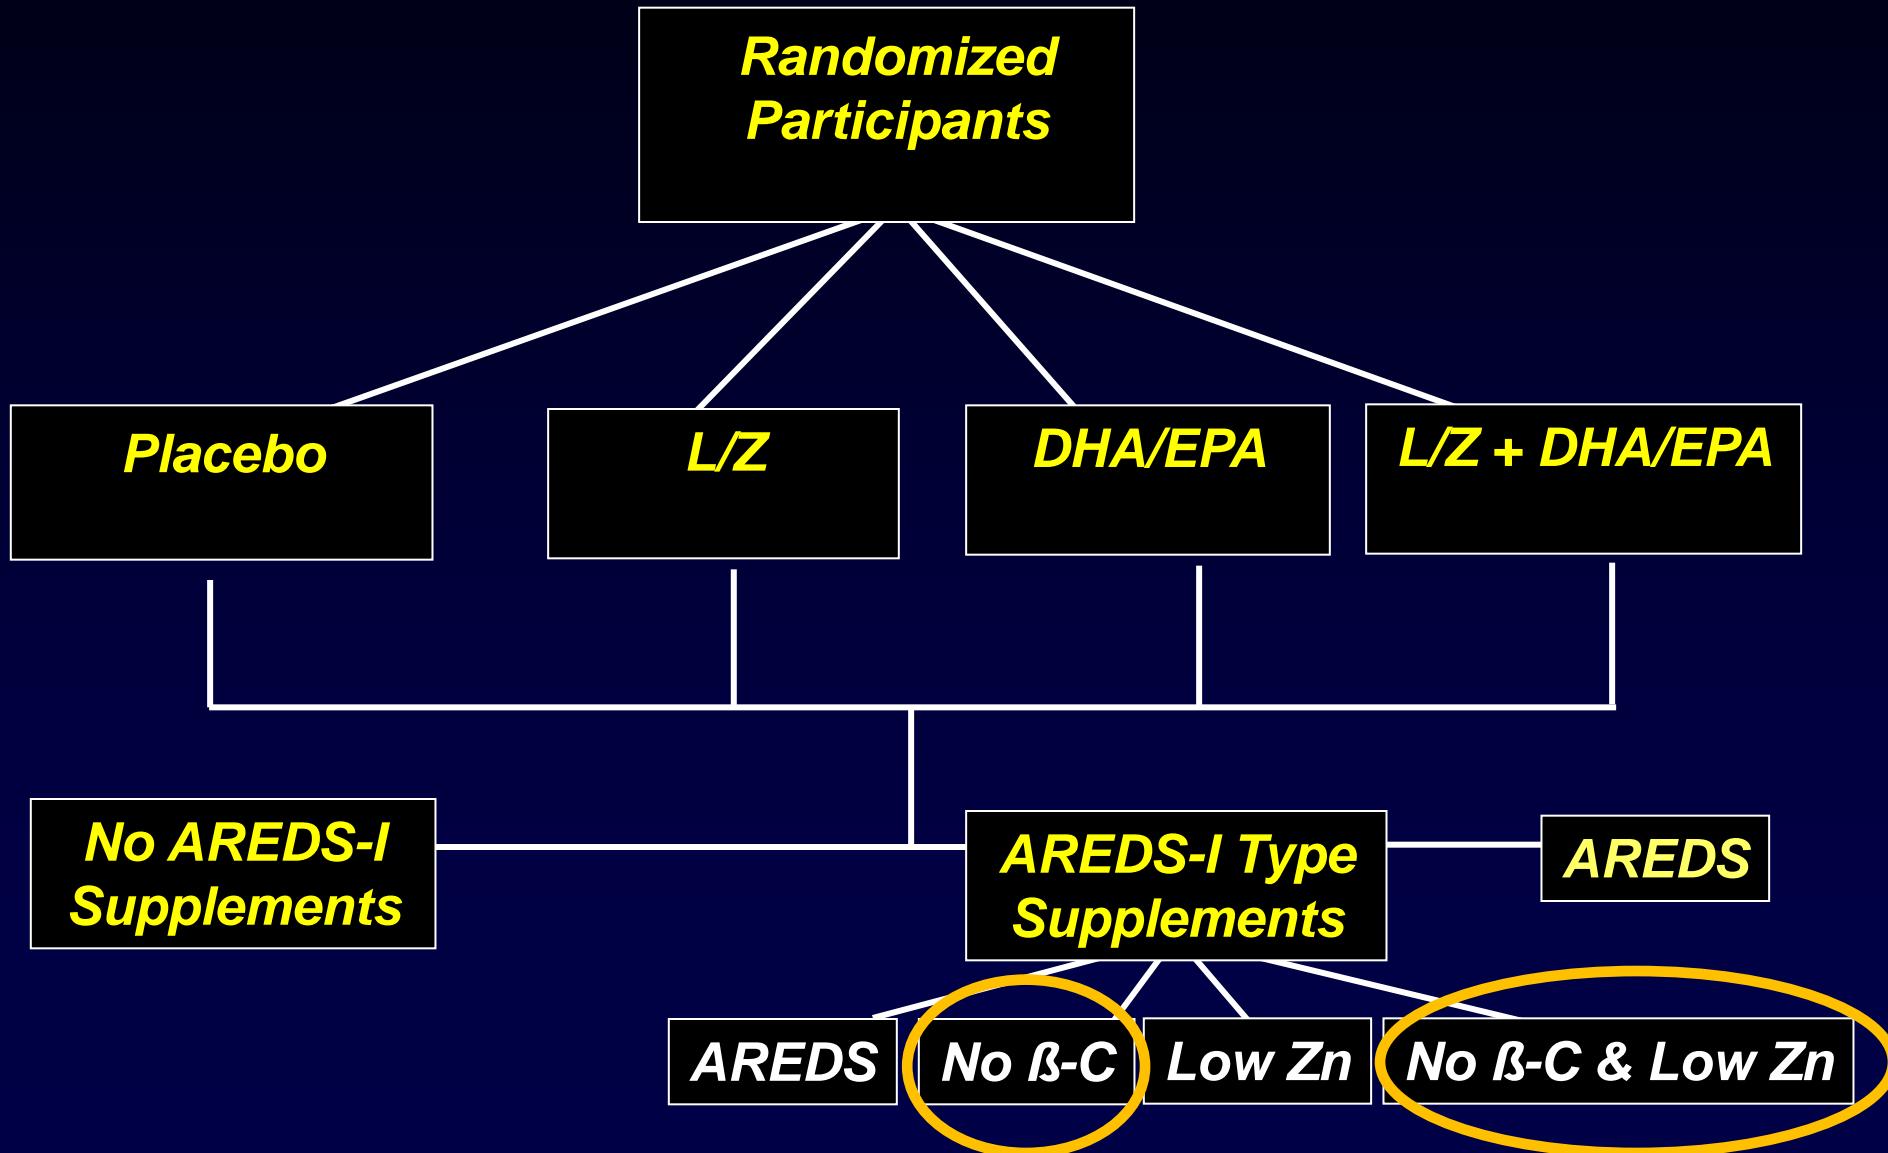 Randomized
Participants
Placebo
L/Z
DHA/EPA
L/Z + DHA/EPA
No AREDS-I
Supplements
AREDS-I Type
Supplements
AREDS
AREDS
No ß-C
Low Zn
No ß-C & Low Zn